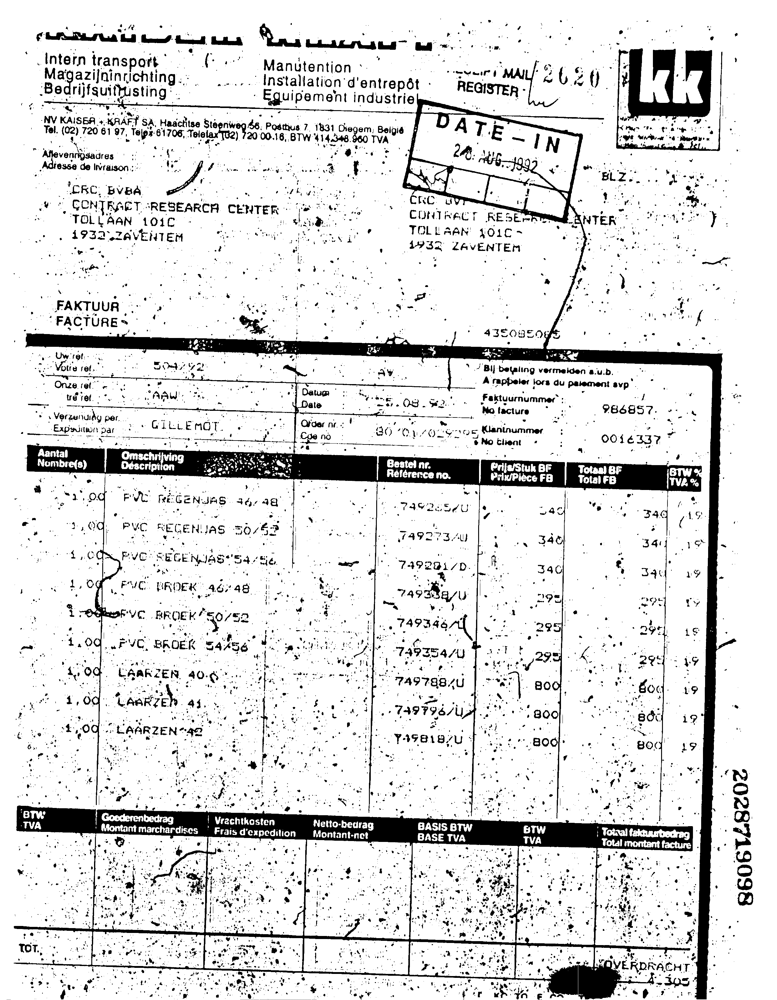 Intern transport
Magazijninrichting
Bedrijfsuitrusting
Manutention
Installation d'entrepôt
Equipement industriel
MAIL 2620
REGISTER
kk
NV KAISER + KRAFT SA, Haachtse Steenweg 56, Postbus 7, 1831 Diegem, België
Tel. (02) 720 61 97, Telex 61706, Telefax (02) 720 00.16, BTW 414.348.960 TVA
DATE-IN
AUG. 1992
Afleveringsadres
Adresse de livraison:
BLZ.
CRC BVBA
CONTRACT RESEARCH CENTER
TOLLAAN 101C
1932 ZAVENTEM
CRC
CONTRACT RESEARCH CENTER
TOLLAAN 101C
1932 ZAVENTEM
FAKTUUR
FACTURE
435085065
Uw ref.
Votre ref.
504/92
AV
Bij betaling vermelden s.u.b.
A rappeler lors du paiement svp
Onze ref.
tre ref.
AAW
Datum
Date
25.08.92
Faktuurnummer
No facture
986857
Verzending per
Expedition par
GILLEMOT
Order nr.
Cde no
80/01/029295
Klantnummer
No client
0016337
Aantal
Nombre(s)
Omschrijving
Déscription
Bestel nr.
Reférence no.
Prijs/Stuk BF
Prix/Pièce FB
Totaal BF
Total FB
BTW %
TVA %
1,00 PVC REGENJAS 46/48 749265/U 340 340 19
1,00 PVC REGENJAS 50/52 749273/U 340 340 19
1,00 PVC REGENJAS 54/56 749281/D 340 340 19
1,00 PVC BROEK 46/48 749338/U 295 295 19
1.00 PVC BROEK 50/52 749346/U 295 295 19
1,00 PVC BROEK 54/56 749354/U 295 295 19
1,00 LAARZEN 40 749788/U 800 800 19
1,00 LAARZEN 41 749796/U 800 800 19
1,00 LAARZEN 42 749818/U 800 800 19
BTW
TVA
Goederenbedrag
Montant marchandises
Vrachtkosten
Frais d'expedition
Netto-bedrag
Montant-net
BASIS BTW
BASE TVA
BTW
TVA
Totaal faktuurbedrag
Total montant facture
TOT.
OVERDRACHT
4 305
2028719098